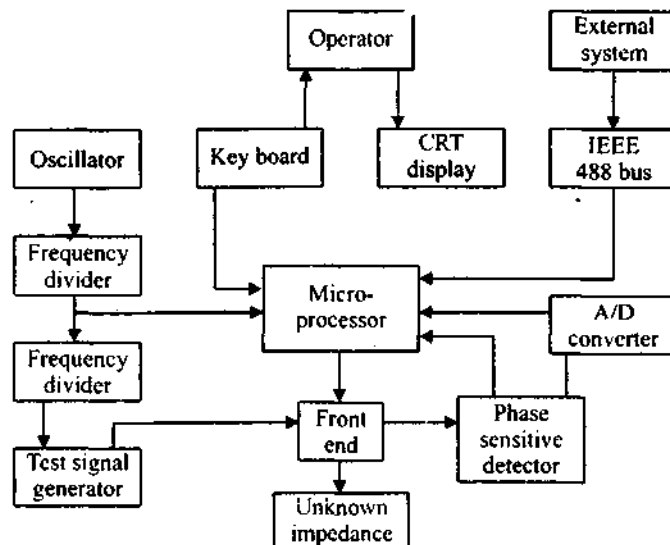 Operator
External
system
Oscillator
Key board
CRT
display
IEEE
488 bus
Frequency
divider
Micro-
processor
A/D
converter
Frequency
divider
Test signal
generator
Front
end
Phase
sensitive
detector
Unknown
impedance